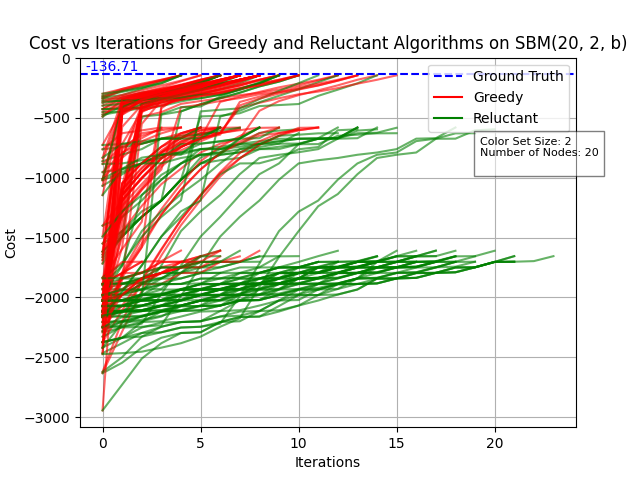 Cost vs Iterations for Greedy and Reluctant Algorithms on SBM(20, 2, b)
0
−500
−1000
−1500
−2000
−2500
−3000
Cost
-136.71
Ground Truth
Greedy
Reluctant
Color Set Size: 2
Number of Nodes: 20
0 5 10 15 20
Iterations